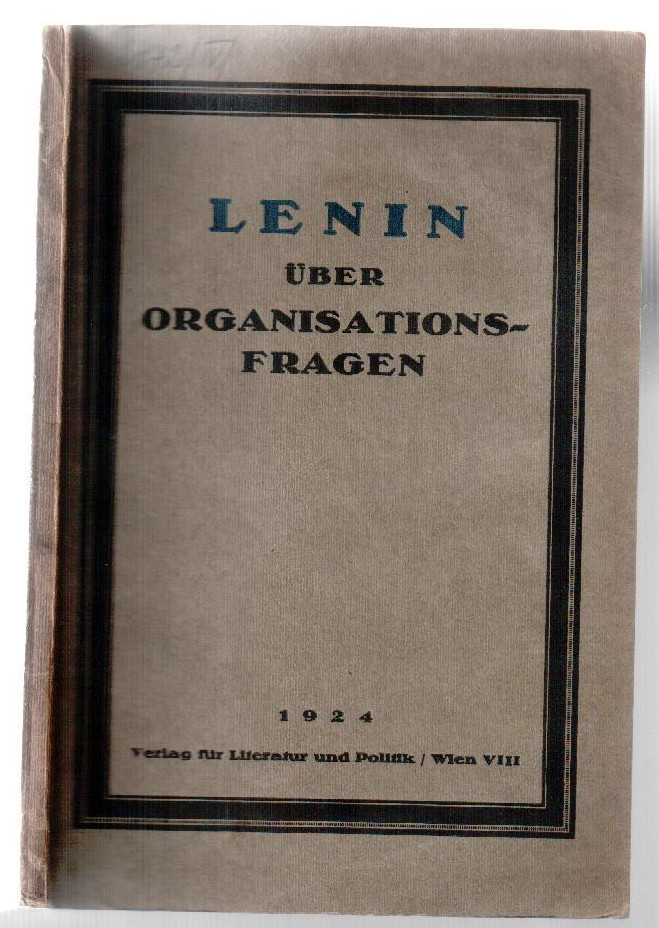 LENIN
ÜBER
ORGANISATIONS-
FRAGEN
1924
Verlag für Literatur und Politik / Wien VIII